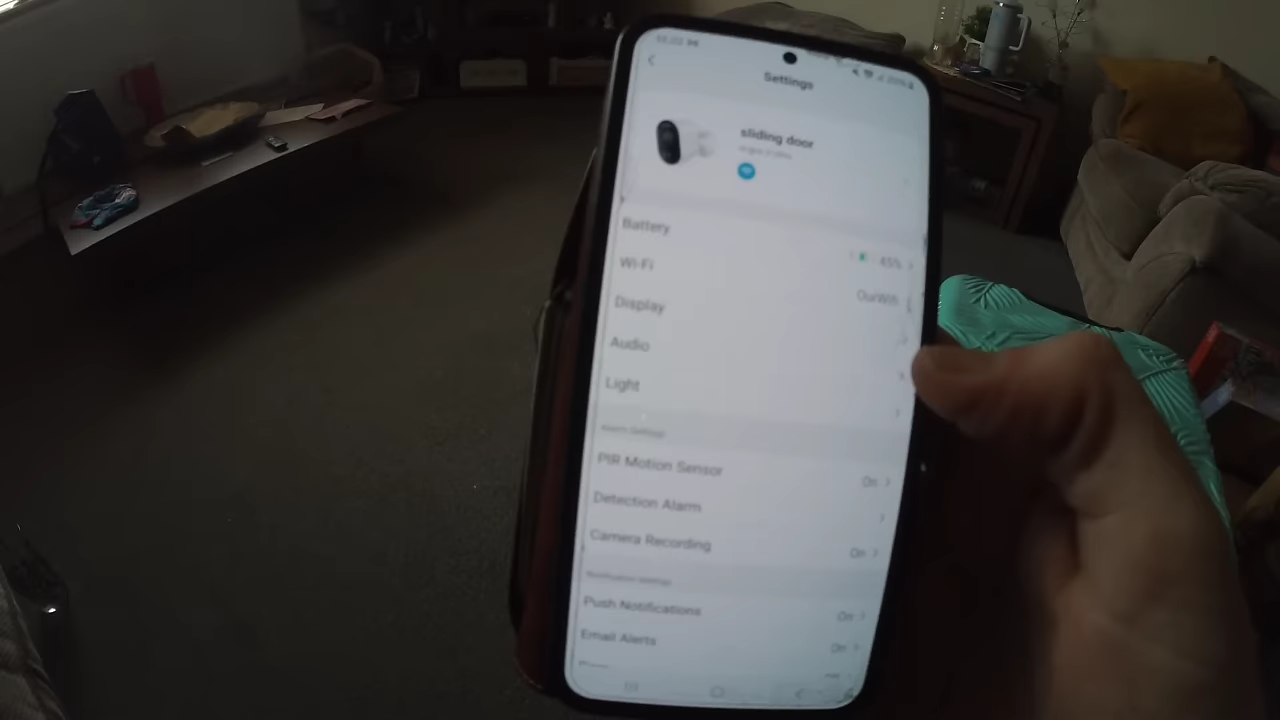 Settings
sliding door
Battery
45%
Wi-Fi
OurWifi
Display
Audio
Light
Alarm Settings
PIR Motion Sensor
On
Detection Alarm
Camera Recording
On
Notification Settings
Push Notifications
On
Email Alerts
On